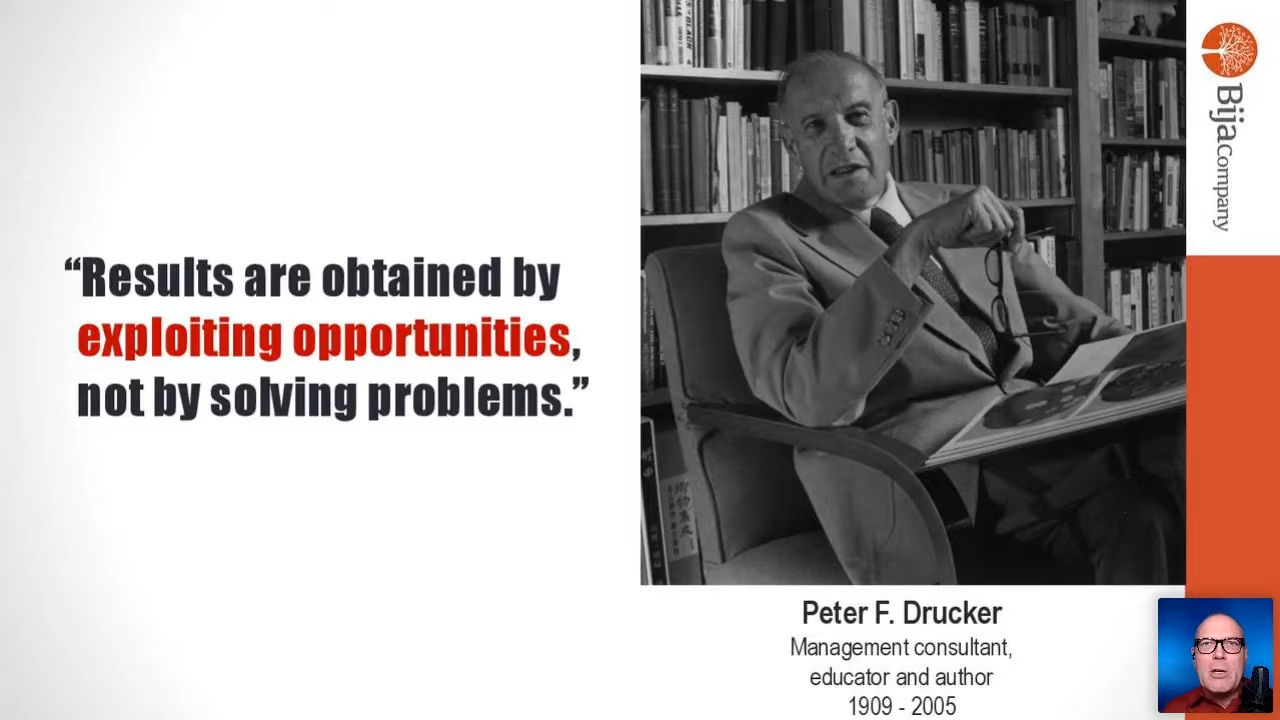 “Results are obtained by
exploiting opportunities,
not by solving problems.”
Bija Company
Peter F. Drucker
Management consultant,
educator and author
1909 - 2005